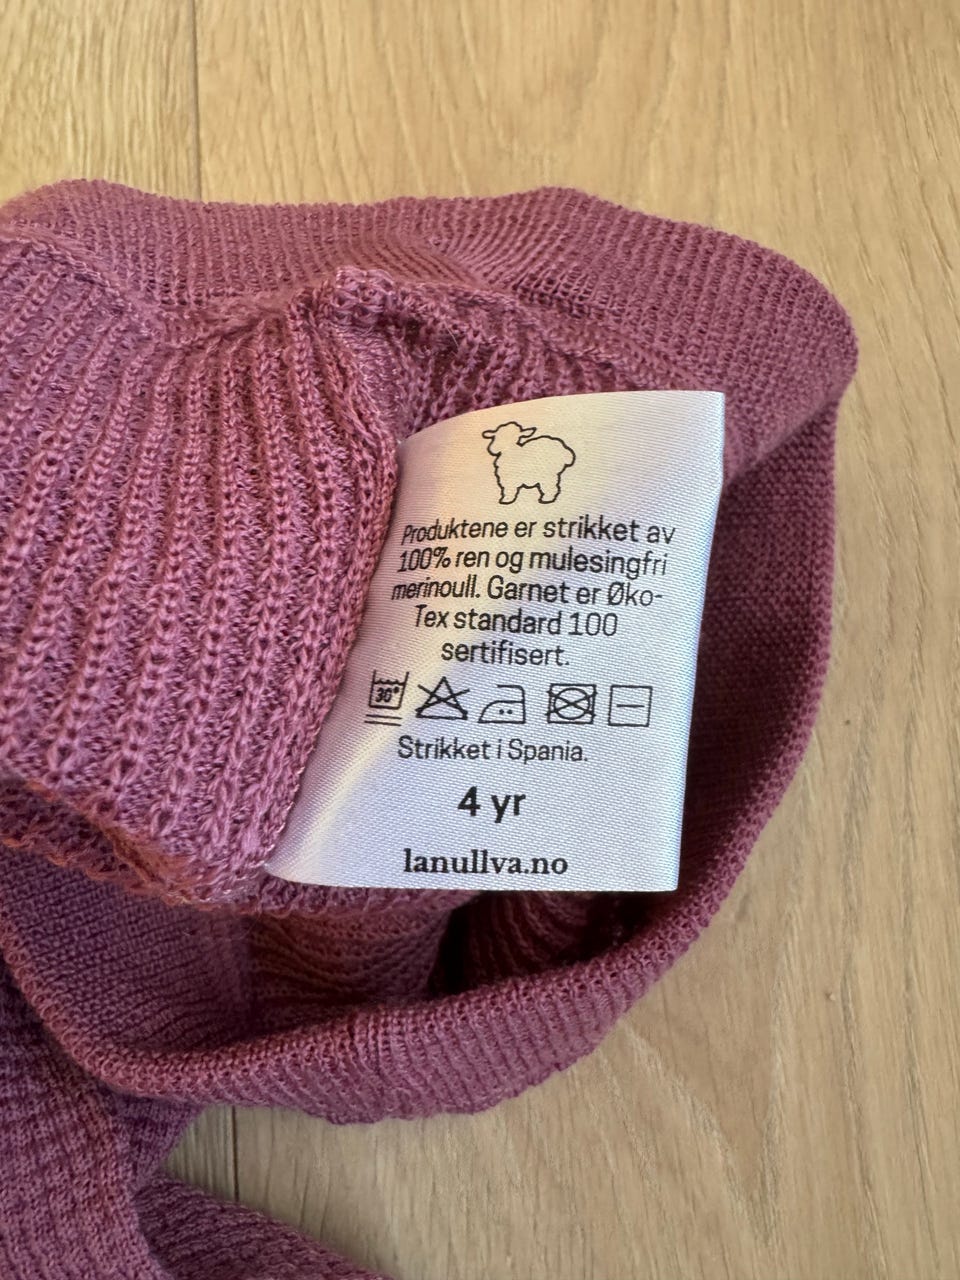 Produktene er strikket av
100% ren og mulesingfri
merinoull. Garnet er Øko-
Tex standard 100
sertifisert.
30°
Strikket i Spania.
4 yr
lanullva.no